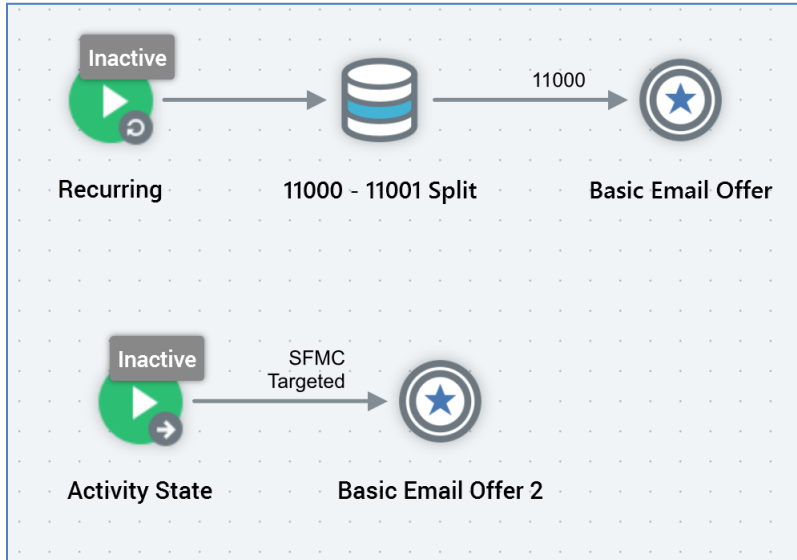 Inactive
11000
Recurring
11000 - 11001 Split
Basic Email Offer
Inactive
SFMC
Targeted
Activity State
Basic Email Offer 2